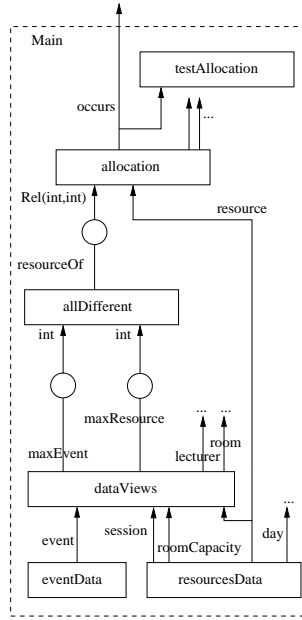 Main
testAllocation
occurs
...
allocation
Rel(int,int)
resource
resourceOf
allDifferent
int int
maxResource
... ...
maxEvent
room
lecturer
dataViews
...
session
event
day
roomCapacity
eventData
resourcesData